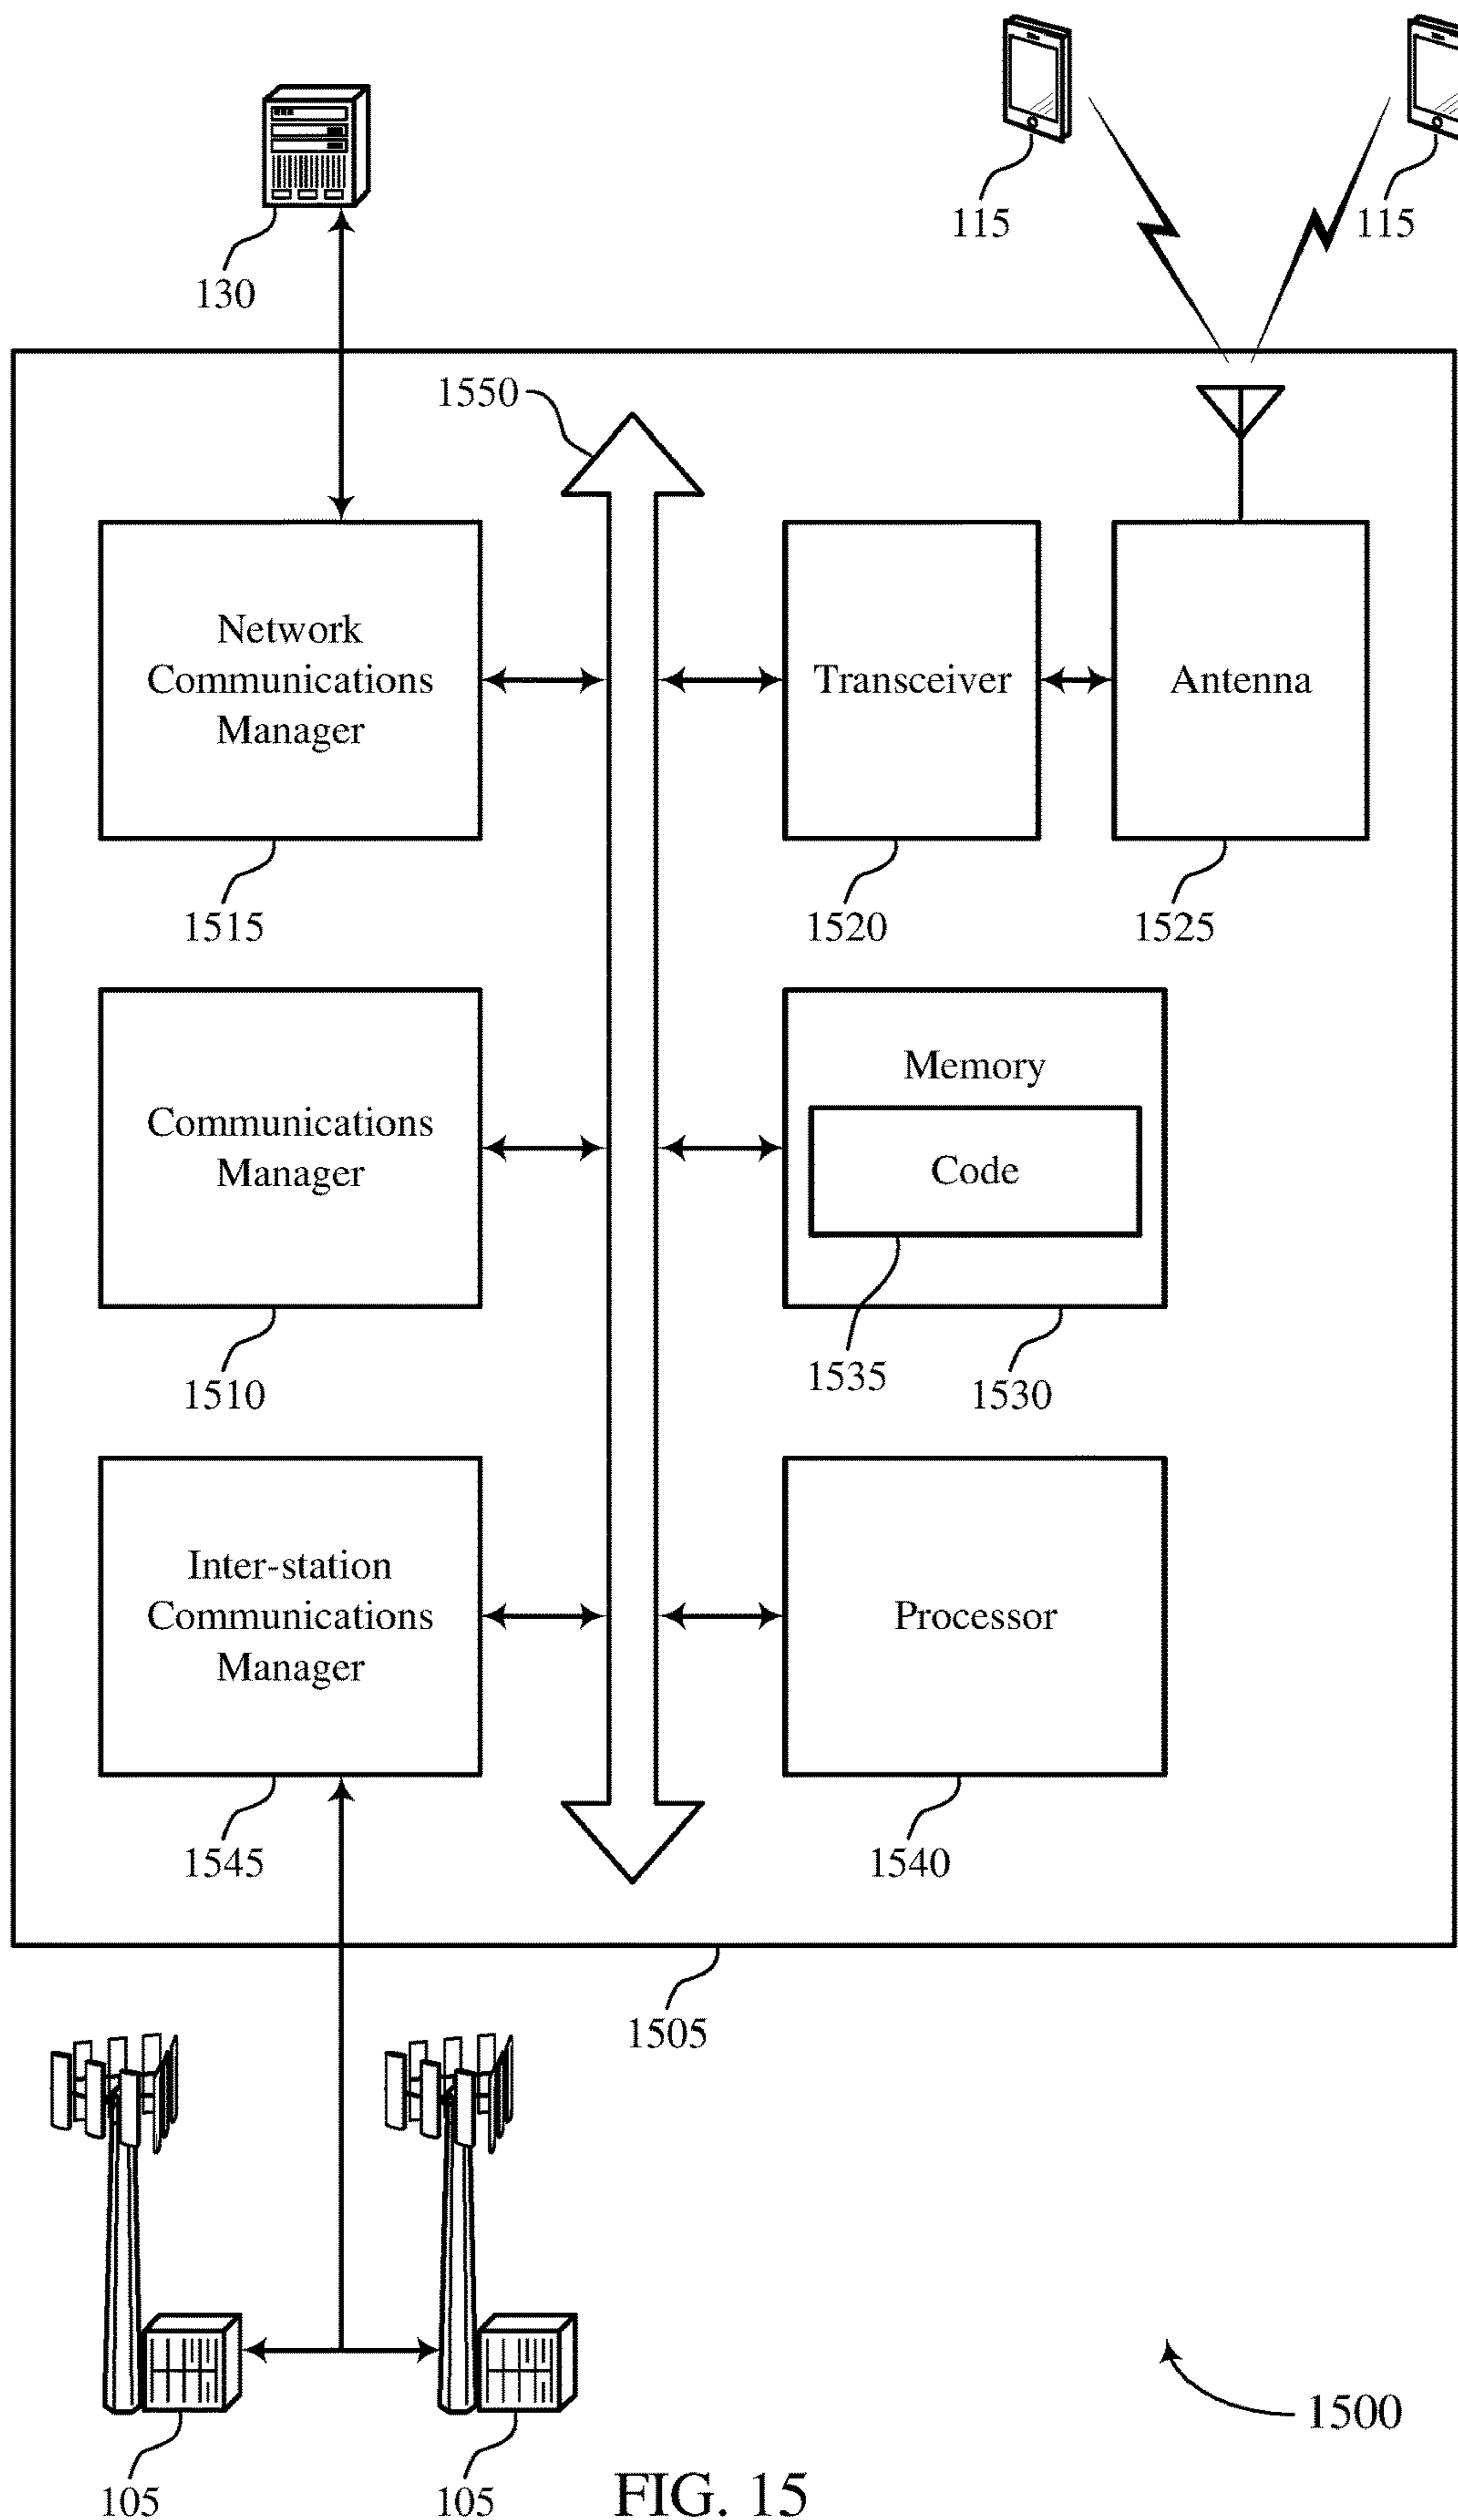 115
115
130
1550
Network
Communications
Manager
Transceiver
Antenna
1515
1520
1525
Memory
Communications
Manager
Code
1510
1535
1530
Inter-station
Communications
Manager
Processor
1545
1540
1505
1500
105
105
FIG. 15